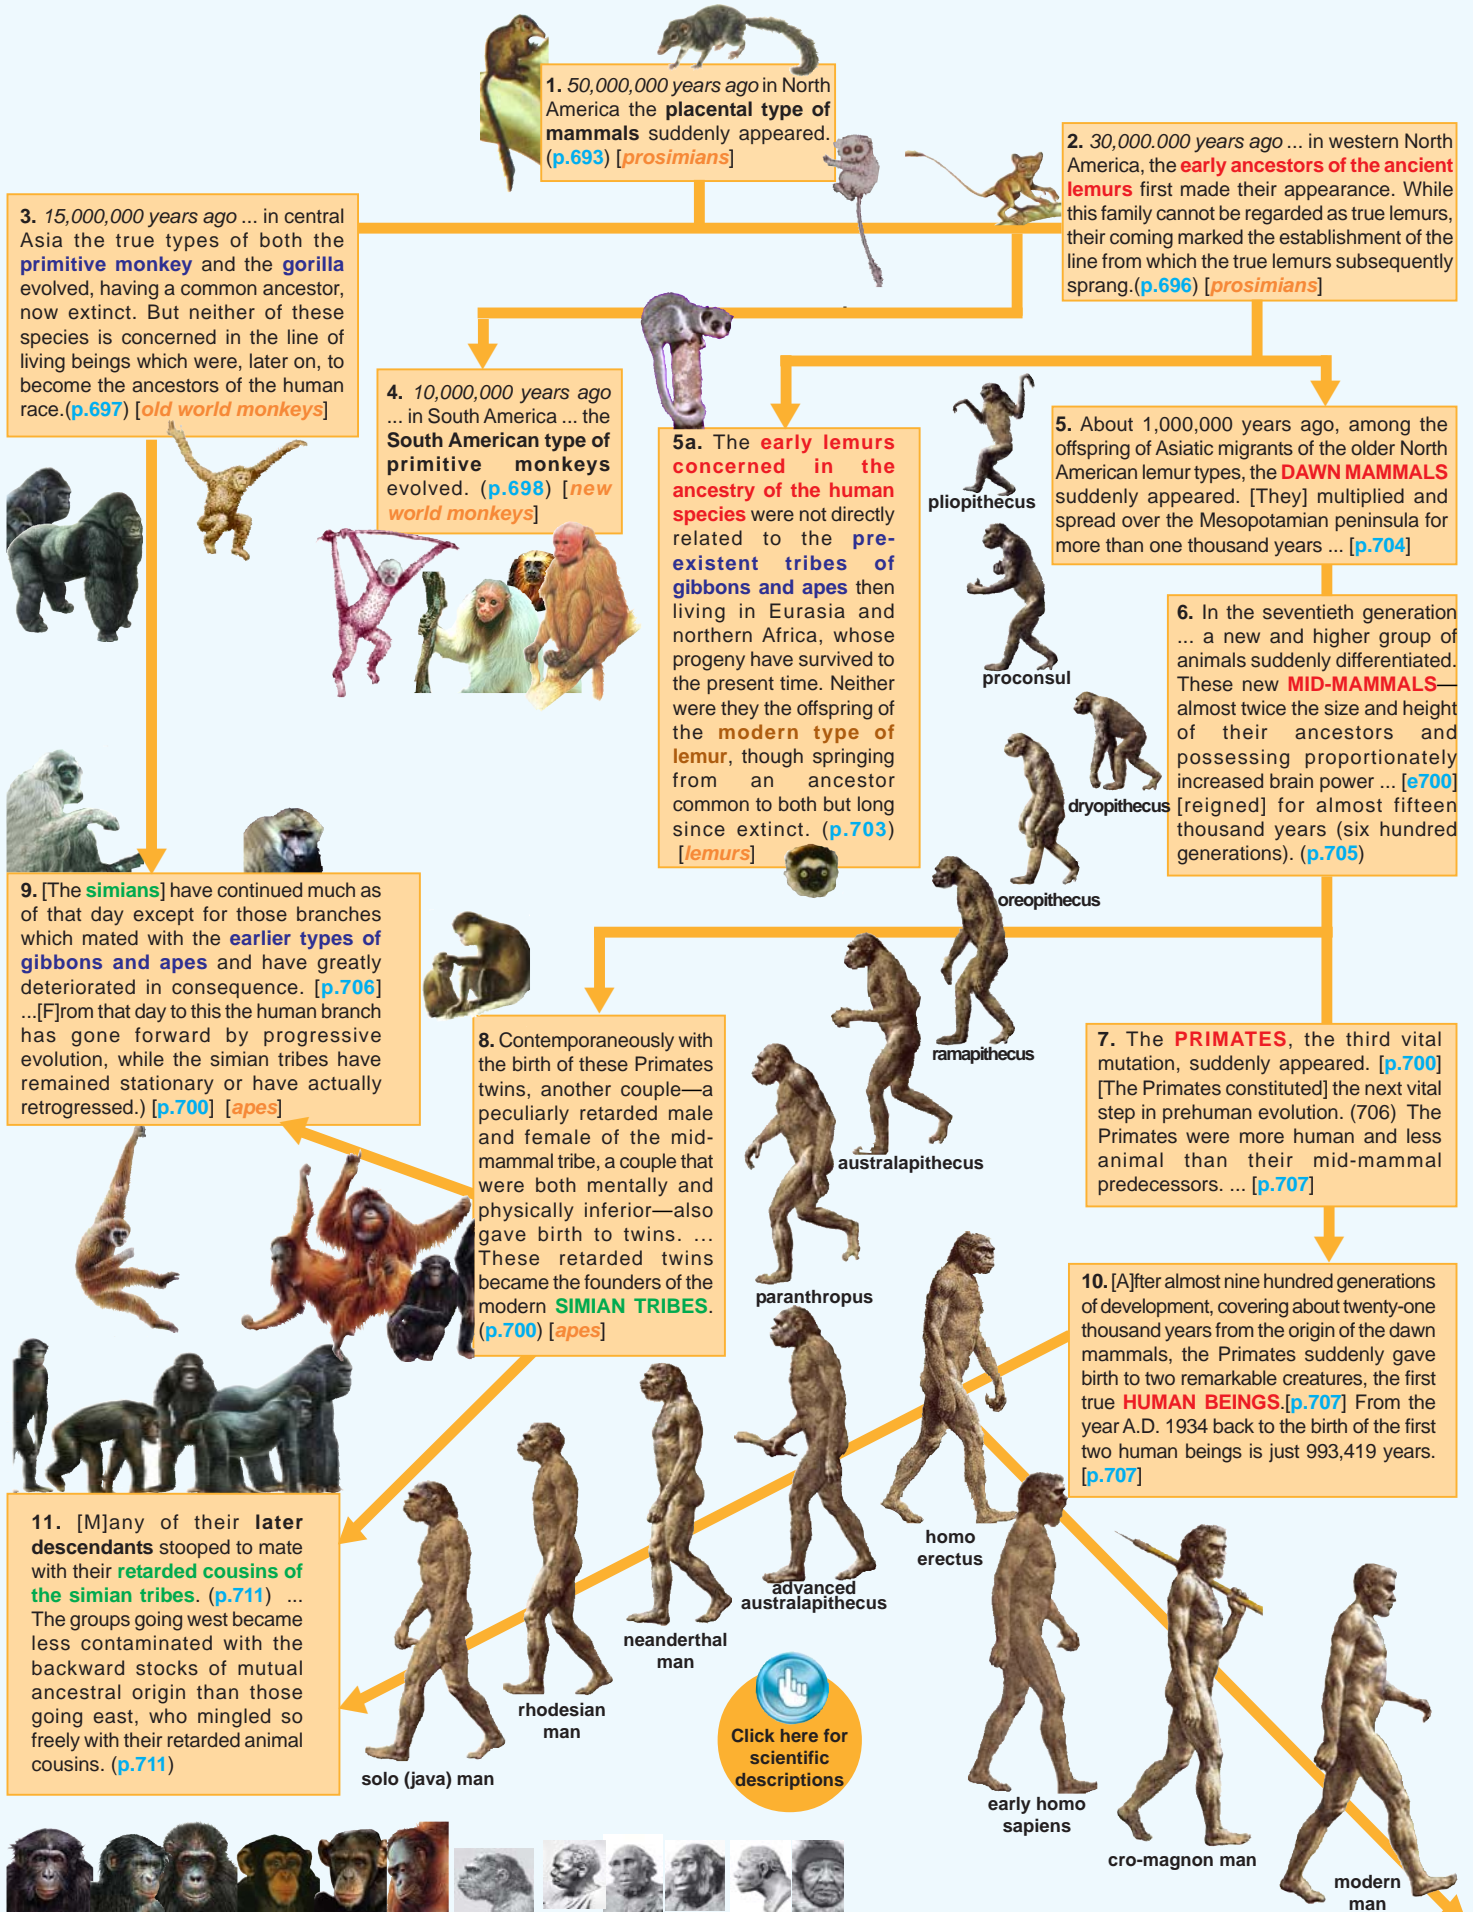 1. 50,000,000 years ago in North
America the placental type of
mammals suddenly appeared.
(p.693) [prosimians]
2. 30,000.000 years ago ... in western North
America, the early ancestors of the ancient
lemurs first made their appearance. While
this family cannot be regarded as true lemurs,
their coming marked the establishment of the
line from which the true lemurs subsequently
sprang.(p.696) [prosimians]
3. 15,000,000 years ago ... in central
Asia the true types of both the
primitive monkey and the gorilla
evolved, having a common ancestor,
now extinct. But neither of these
species is concerned in the line of
living beings which were, later on, to
become the ancestors of the human
race.(p.697) [old world monkeys]
4. 10,000,000 years ago
... in South America ... the
South American type of
primitive monkeys
evolved. (p.698) [new
world monkeys]
5a. The early lemurs
concerned in the
ancestry of the human
species were not directly
related to the pre-
existent tribes of
gibbons and apes then
living in Eurasia and
northern Africa, whose
progeny have survived to
the present time. Neither
were they the offspring of
the modern type of
lemur, though springing
from an ancestor
common to both but long
since extinct. (p.703)
[lemurs]
5. About 1,000,000 years ago, among the
offspring of Asiatic migrants of the older North
American lemur types, the DAWN MAMMALS
suddenly appeared. [They] multiplied and
spread over the Mesopotamian peninsula for
more than one thousand years ... [p.704]
6. In the seventieth generation
... a new and higher group of
animals suddenly differentiated.
These new MID-MAMMALS—
almost twice the size and height
of their ancestors and
possessing proportionately
increased brain power ... [e700]
[reigned] for almost fifteen
thousand years (six hundred
generations). (p.705)
pliopithecus
proconsul
dryopithecus
oreopithecus
ramapithecus
australapithecus
paranthropus
9. [The simians] have continued much as
of that day except for those branches
which mated with the earlier types of
gibbons and apes and have greatly
deteriorated in consequence. [p.706]
...[F]rom that day to this the human branch
has gone forward by progressive
evolution, while the simian tribes have
remained stationary or have actually
retrogressed.) [p.700] [apes]
8. Contemporaneously with
the birth of these Primates
twins, another couple—a
peculiarly retarded male
and female of the mid-
mammal tribe, a couple that
were both mentally and
physically inferior—also
gave birth to twins. ...
These retarded twins
became the founders of the
modern SIMIAN TRIBES.
(p.700) [apes]
7. The PRIMATES, the third vital
mutation, suddenly appeared. [p.700]
[The Primates constituted] the next vital
step in prehuman evolution. (706) The
Primates were more human and less
animal than their mid-mammal
predecessors. ... [p.707]
10. [A]fter almost nine hundred generations
of development, covering about twenty-one
thousand years from the origin of the dawn
mammals, the Primates suddenly gave
birth to two remarkable creatures, the first
true HUMAN BEINGS.[p.707] From the
year A.D. 1934 back to the birth of the first
two human beings is just 993,419 years.
[p.707]
11. [M]any of their later
descendants stooped to mate
with their retarded cousins of
the simian tribes. (p.711) ...
The groups going west became
less contaminated with the
backward stocks of mutual
ancestral origin than those
going east, who mingled so
freely with their retarded animal
cousins. (p.711)
homo
erectus
advanced
australapithecus
neanderthal
man
rhodesian
man
solo (java) man
Click here for
scientific
descriptions
early homo
sapiens
cro-magnon man
modern
man